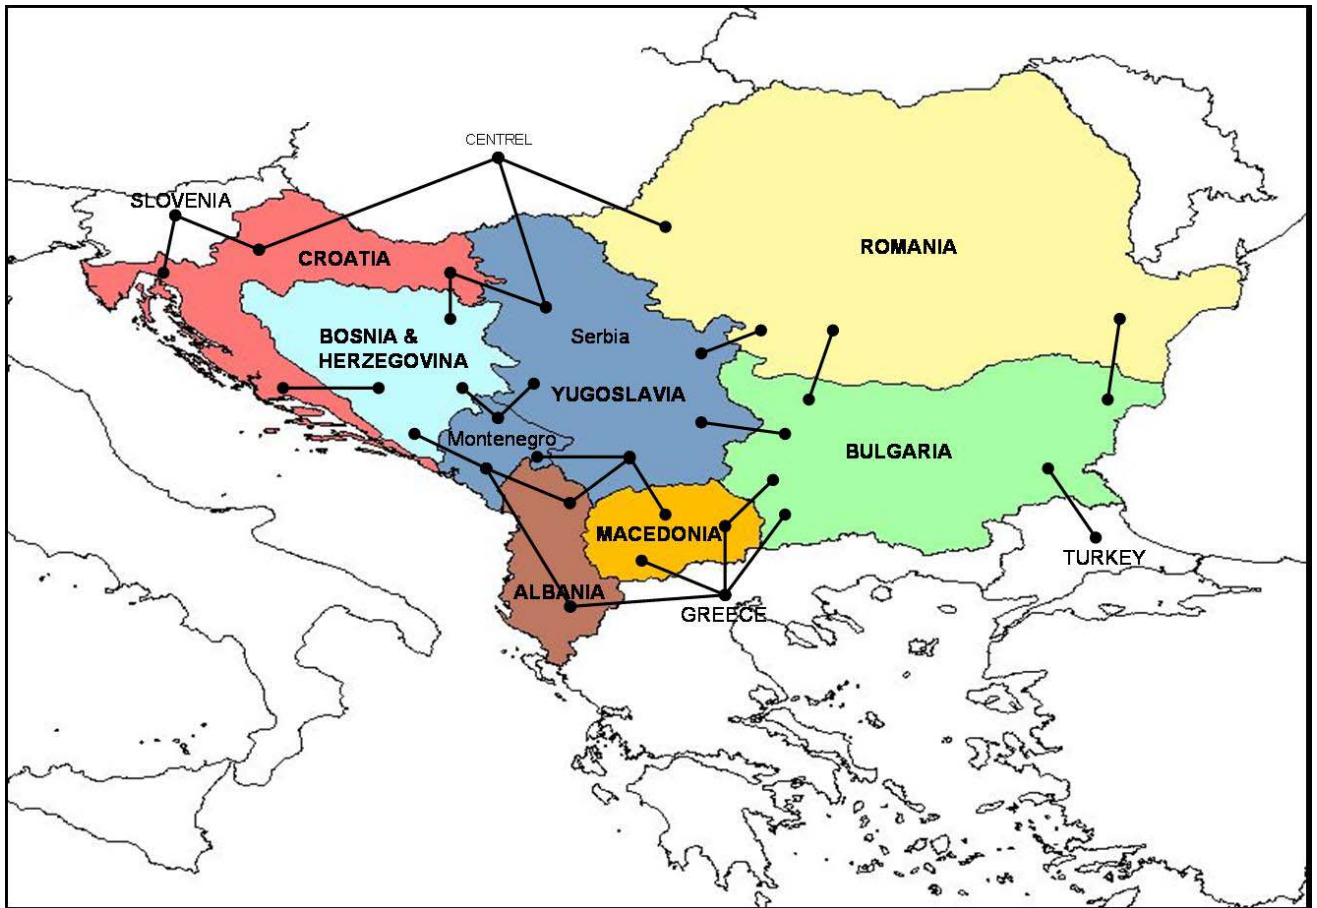 CENTREL
SLOVENIA
CROATIA
ROMANIA
BOSNIA &
HERZEGOVINA
Serbia
YUGOSLAVIA
Montenegro
BULGARIA
MACEDONIA
ALBANIA
GREECE
TURKEY